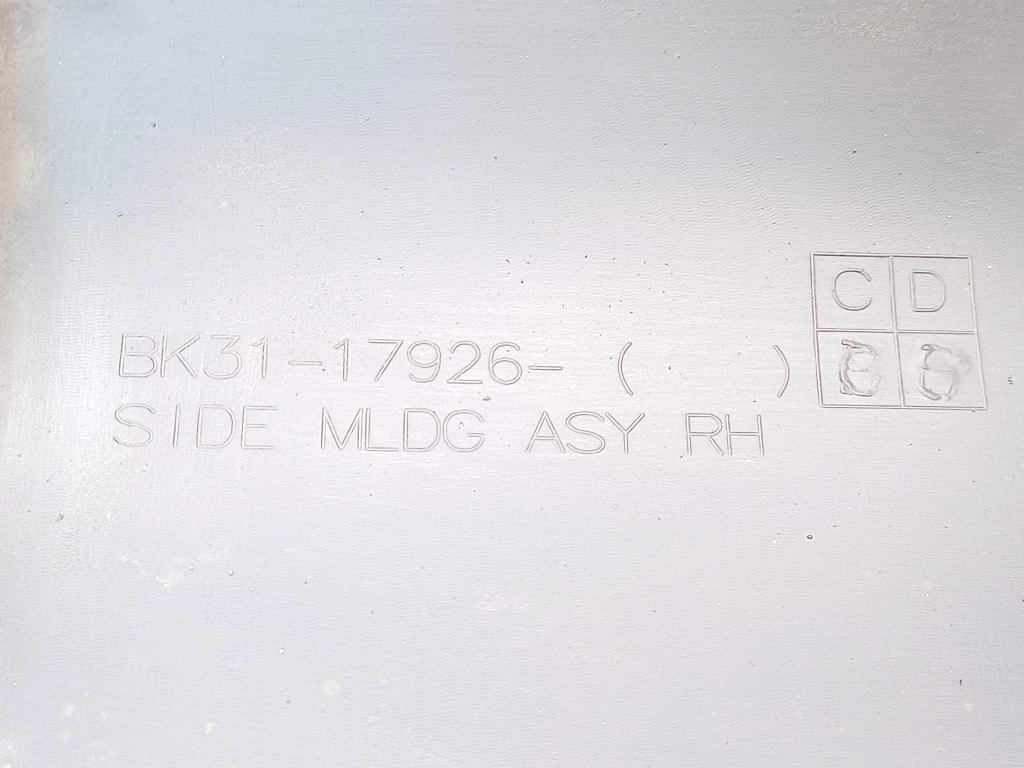 C D
BK31-17926- ( )
SIDE MLDG ASY RH